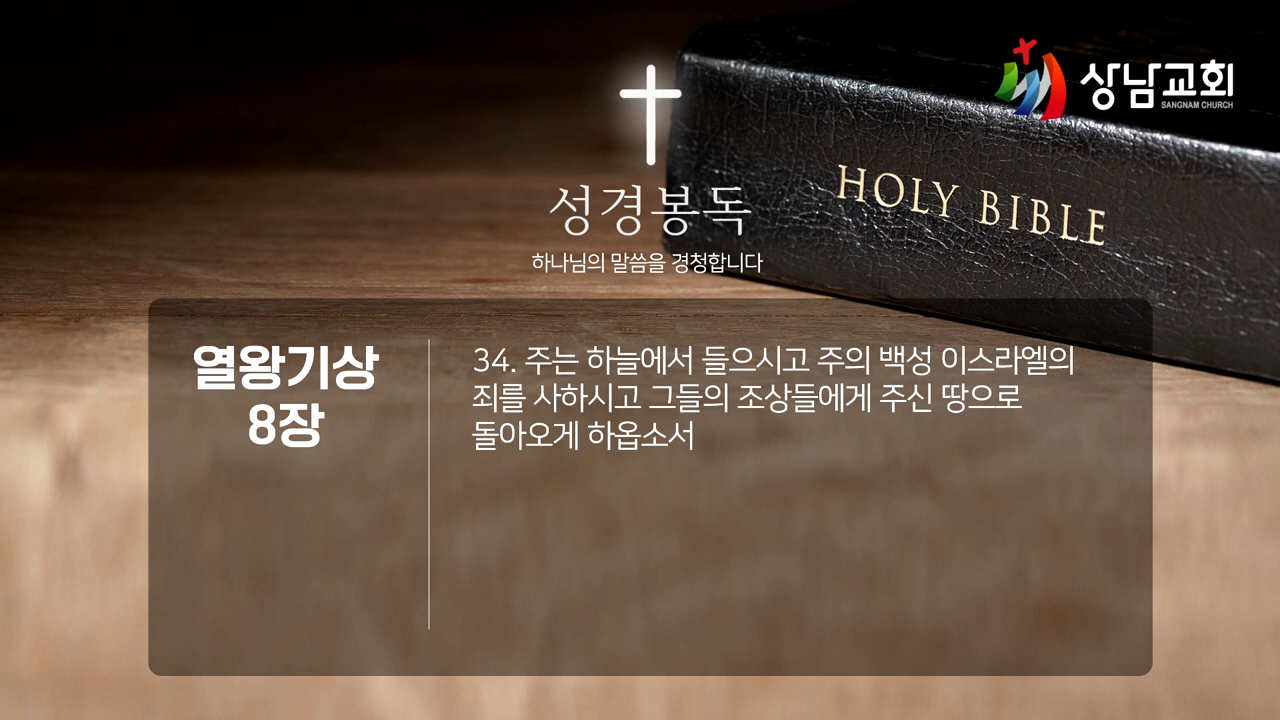 상남교회
SANGNAM CHURCH
HOLY BIBLE
성경봉독
하나님의 말씀을 경청합니다
열왕기상
8장
34. 주는 하늘에서 들으시고 주의 백성 이스라엘의
죄를 사하시고 그들의 조상들에게 주신 땅으로
돌아오게 하옵소서